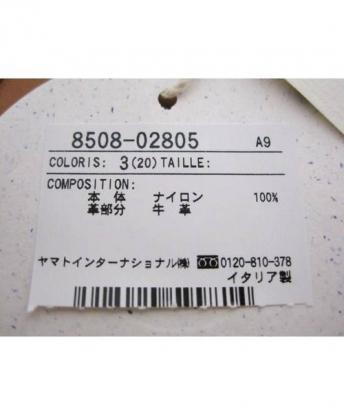 8508-02805 A9
COLORIS: 3(20) TAILLE:
COMPOSITION:
本 体 ナイロン 100%
革部分 牛 革
ヤマトインターナショナル㈱ 0120-810-378
イタリア製